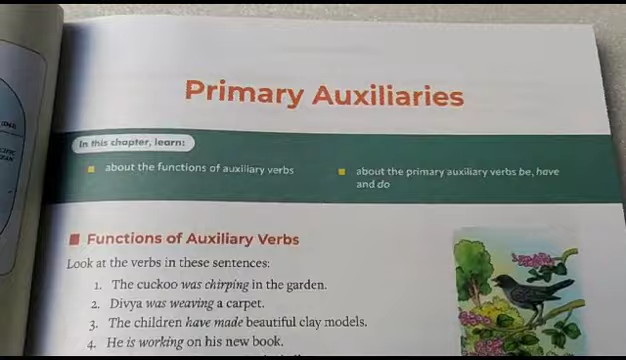 Primary Auxiliaries
In this chapter, learn:
about the functions of auxiliary verbs
about the primary auxiliary verbs be, have
and do
Functions of Auxiliary Verbs
Look at the verbs in these sentences:
1. The cuckoo was chirping in the garden.
2. Divya was weaving a carpet.
3. The children have made beautiful clay models.
4. He is working on his new book.